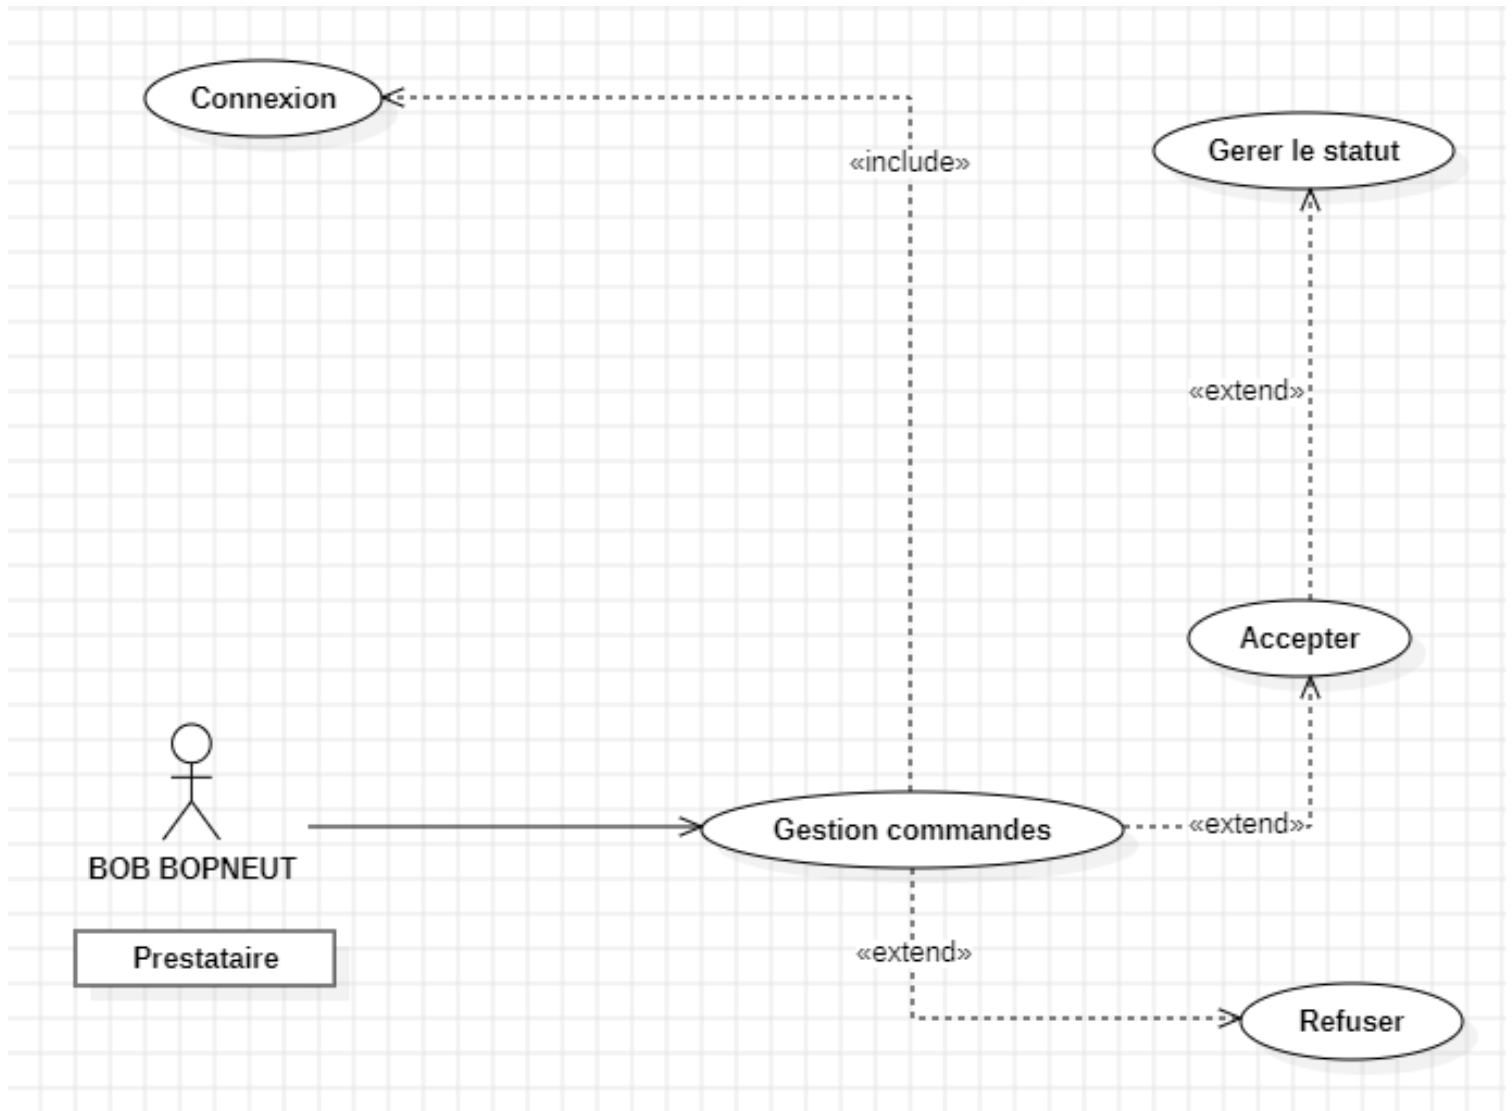 Connexion
«include»
Gerer le statut
«extend»
Accepter
Gestion commandes
«extend»
BOB BOPNEUT
Prestataire
«extend»
Refuser